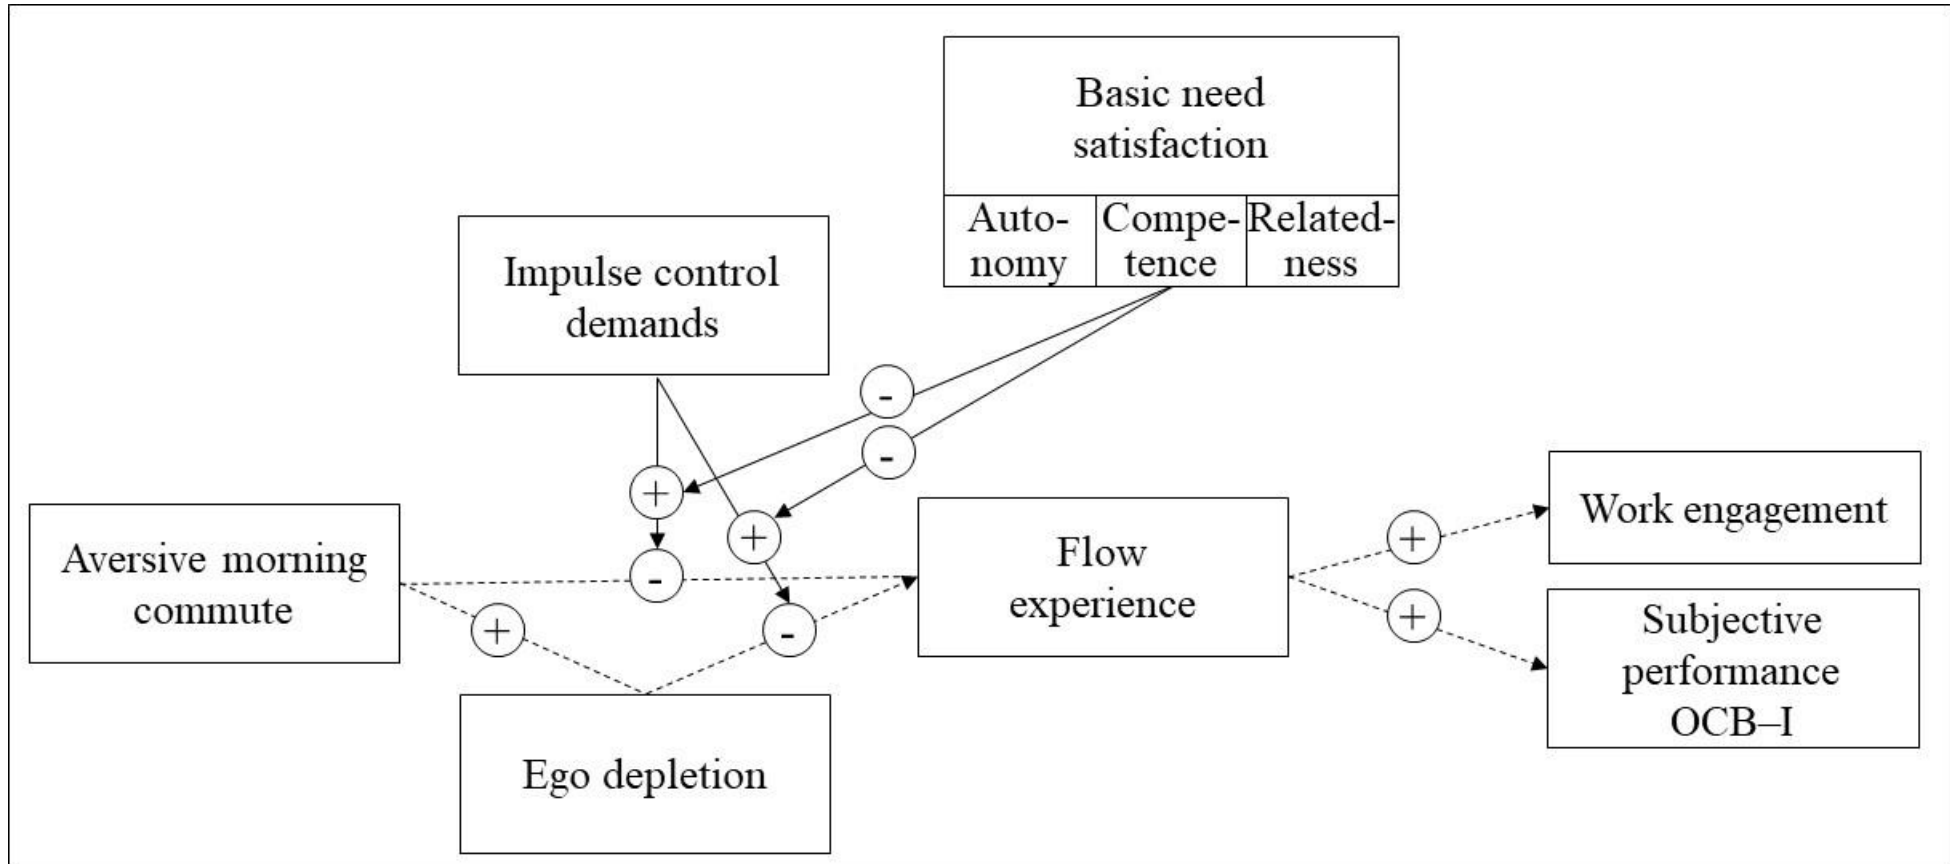 Basic need
satisfaction
Auto-
nomy
Compe-
tence
Related-
ness
Impulse control
demands
-
-
+
+
Aversive morning
commute
-
+
-
Flow
experience
+
+
Work engagement
Subjective
performance
OCB–I
Ego depletion